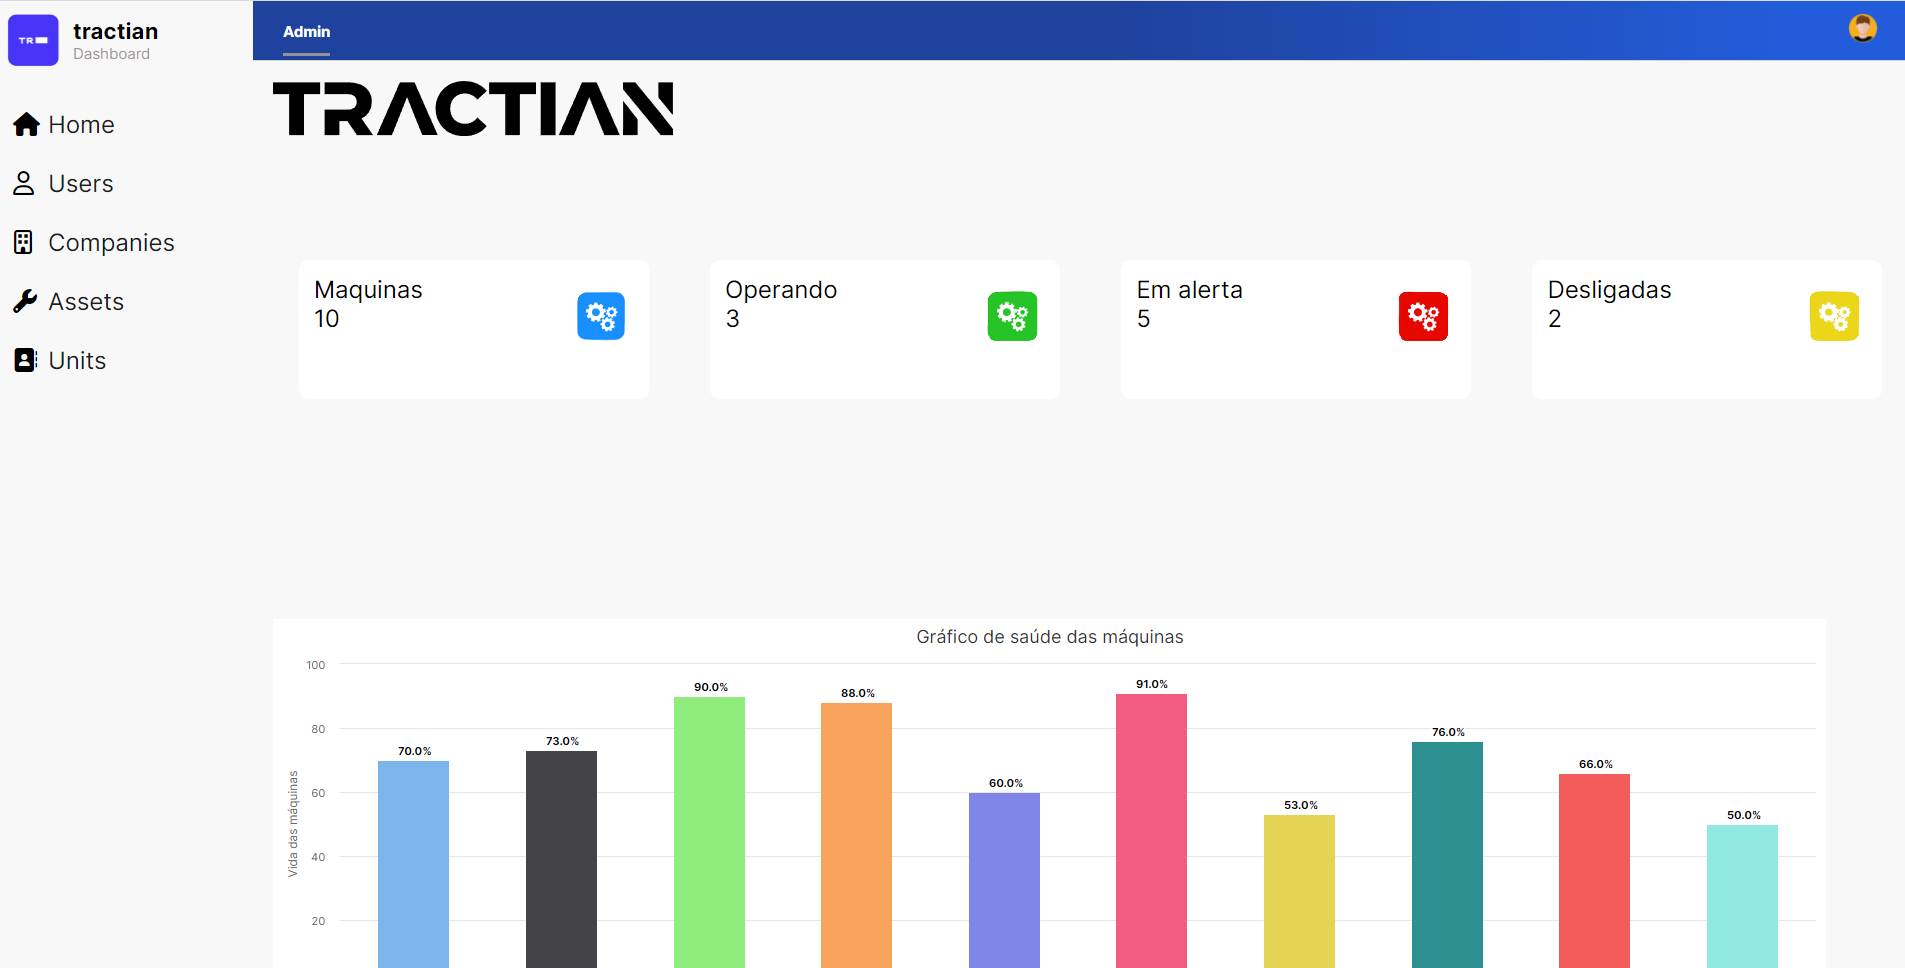 TR
tractian
Dashboard
Home
Users
Companies
Assets
Units
Admin
TRACTIAN
Maquinas
10
Operando
3
Em alerta
5
Desligadas
2
Gráfico de saúde das máquinas
Vida das máquinas
100
80
60
40
20
70.0%
73.0%
90.0%
88.0%
60.0%
91.0%
53.0%
76.0%
66.0%
50.0%